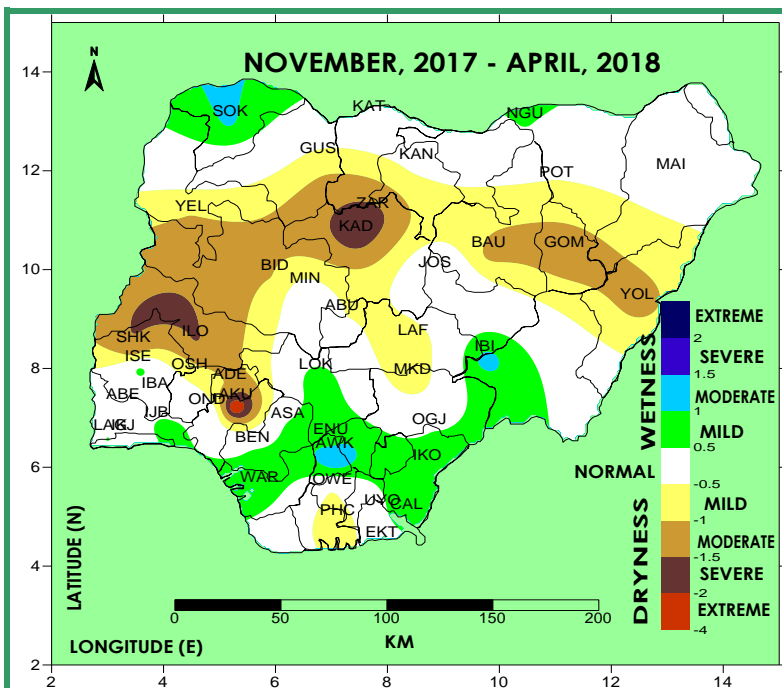 NOVEMBER, 2017 - APRIL, 2018
N
14
12
10
8
6
4
2
SOK
KAT
NGU
GUS
KAN
POT
MAI
YEL
ZAR
KAD
BAU
GOM
BID
MIN
JOS
YOL
ABU
SHK
ILO
LAF
ISE
OSH
ADE
LOK
MKD
IBI
ABE
IBA
OND
AKU
IJB
ASA
OGJ
BEN
ENU
AWK
IKO
WAR
OWE
UYO
CAL
PHC
EKT
EXTREME
2
SEVERE
1.5
MODERATE
1
MILD
0.5
NORMAL
-0.5
MILD
-1
MODERATE
-1.5
SEVERE
-2
EXTREME
-4
WETNESS
DRYNESS
LATITUDE (N)
0 50 100 150 200
KM
LONGITUDE (E)
2 4 6 8 10 12 14